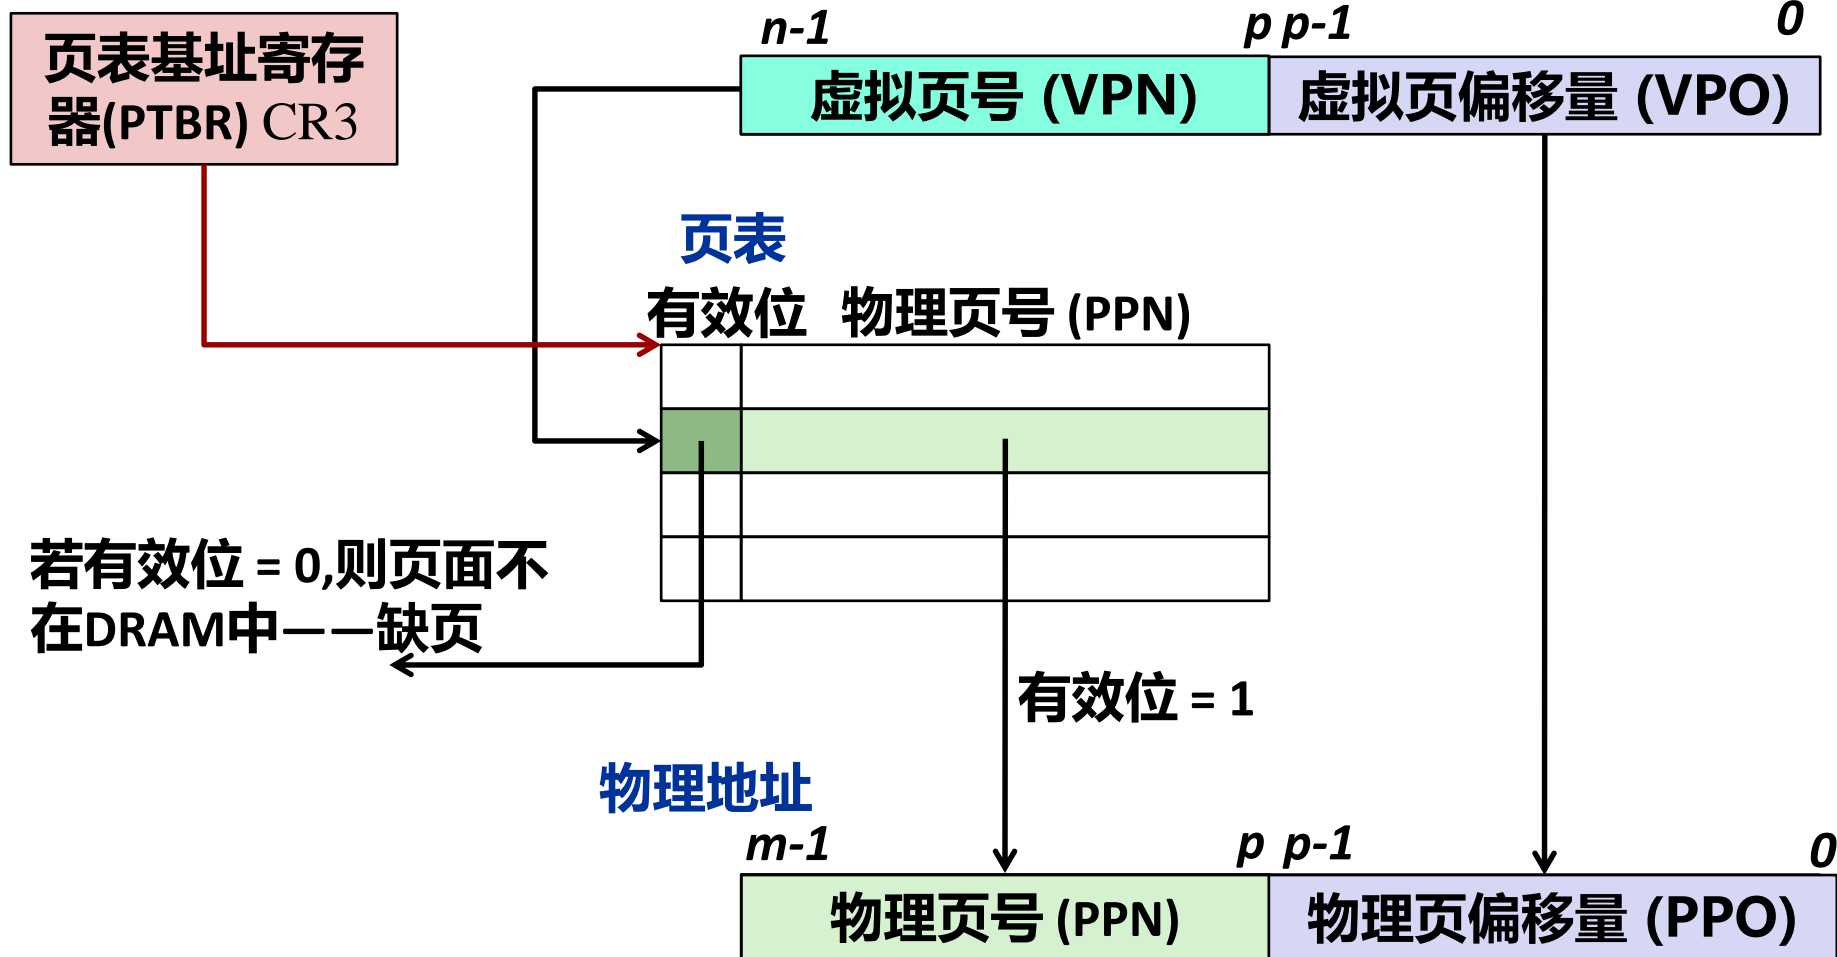 n-1
p p-1
0
页表基址寄存
器(PTBR) CR3
虚拟页号 (VPN)
虚拟页偏移量 (VPO)
页表
有效位 物理页号 (PPN)
若有效位 = 0,则页面不
在DRAM中——缺页
有效位 = 1
物理地址
m-1
p p-1
0
物理页号 (PPN)
物理页偏移量 (PPO)